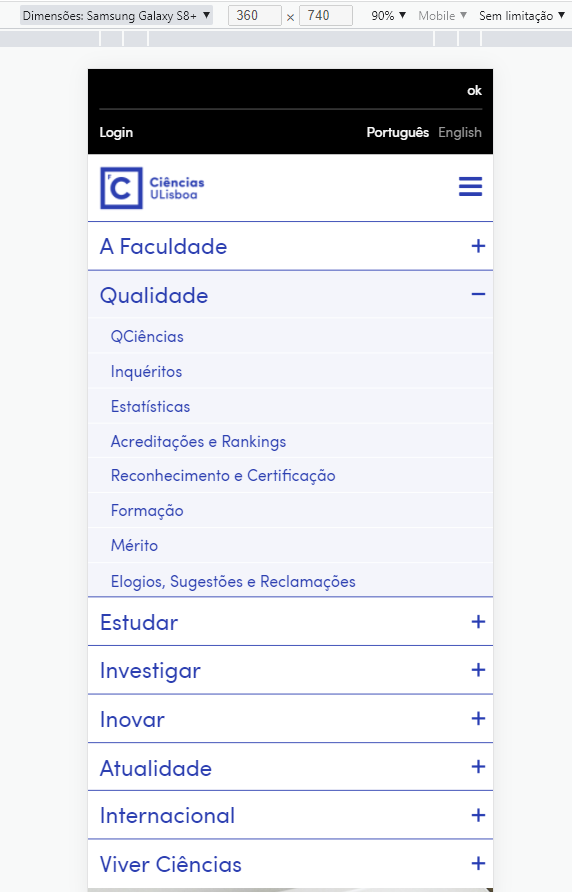 Dimensões: Samsung Galaxy S8+ ▼ 360 × 740 90% ▼ Mobile ▼ Sem limitação ▼
ok
Login Português English
Ciências
ULisboa
A Faculdade +
Qualidade −
QCiências
Inquéritos
Estatísticas
Acreditações e Rankings
Reconhecimento e Certificação
Formação
Mérito
Elogios, Sugestões e Reclamações
Estudar +
Investigar +
Inovar +
Atualidade +
Internacional +
Viver Ciências +